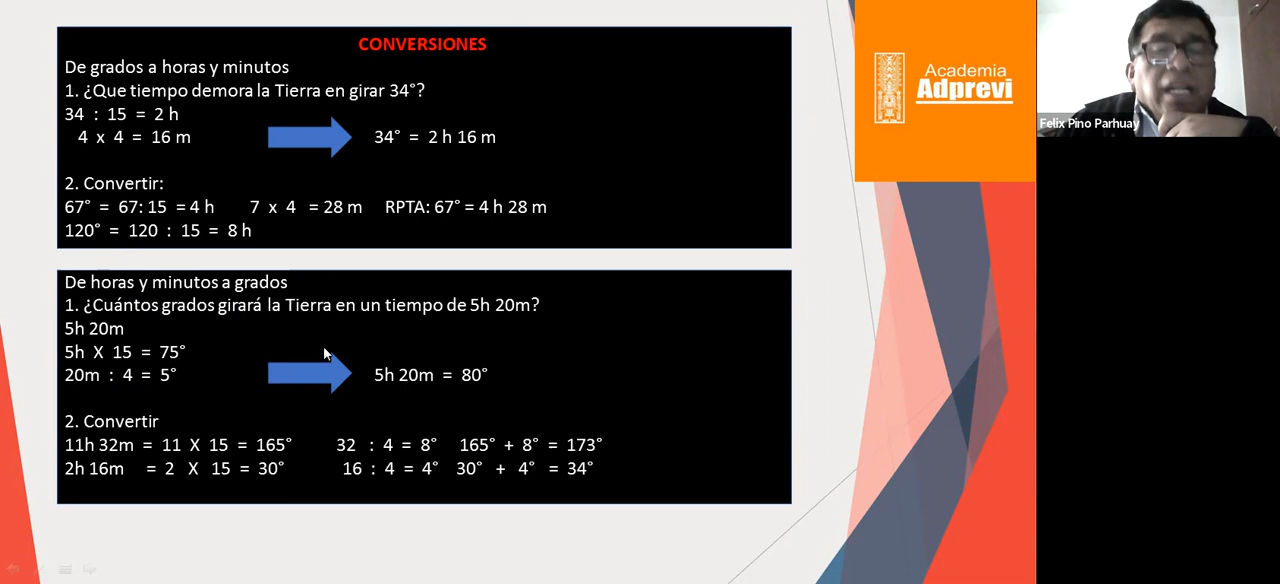 CONVERSIONES
De grados a horas y minutos
1. ¿Que tiempo demora la Tierra en girar 34°?
34 : 15 = 2 h
4 x 4 = 16 m 34° = 2 h 16 m
2. Convertir:
67° = 67: 15 = 4 h 7 x 4 = 28 m RPTA: 67° = 4 h 28 m
120° = 120 : 15 = 8 h
De horas y minutos a grados
1. ¿Cuántos grados girará la Tierra en un tiempo de 5h 20m?
5h 20m
5h X 15 = 75°
20m : 4 = 5° 5h 20m = 80°
2. Convertir
11h 32m = 11 X 15 = 165° 32 : 4 = 8° 165° + 8° = 173°
2h 16m = 2 X 15 = 30° 16 : 4 = 4° 30° + 4° = 34°
Academia
Adprevi
Felix Pino Parhuay